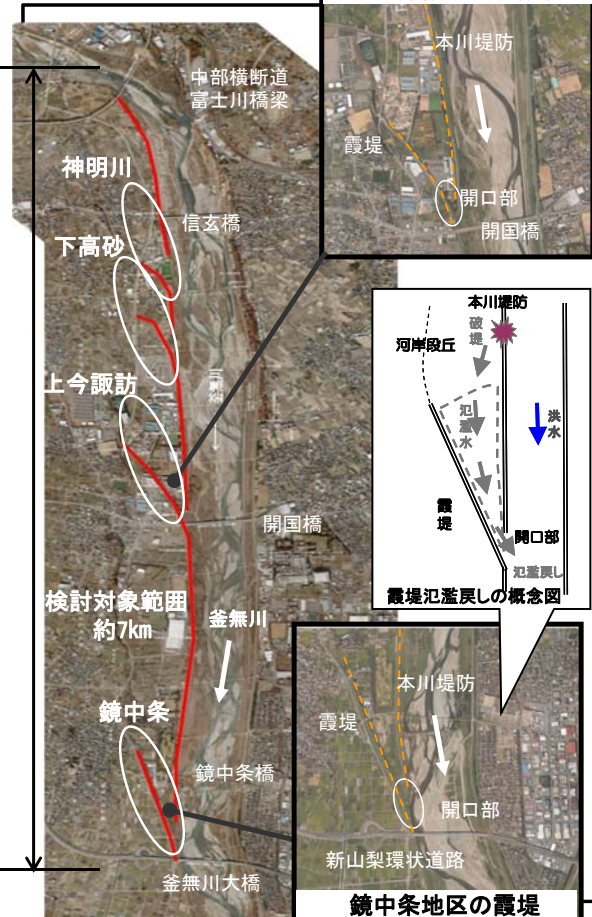 中部横断道
富士川橋梁
神明川
信玄橋
下高砂
上今諏訪
釜無川
開国橋
検討対象範囲
約7km
釜無川
鏡中条
鏡中条橋
釜無川大橋
本川堤防
霞堤
開口部
開国橋
本川堤防
破堤
河岸段丘
氾濫水
洪水
霞堤
開口部
氾濫戻し
霞堤氾濫戻しの概念図
本川堤防
霞堤
開口部
新山梨環状道路
鏡中条地区の霞堤